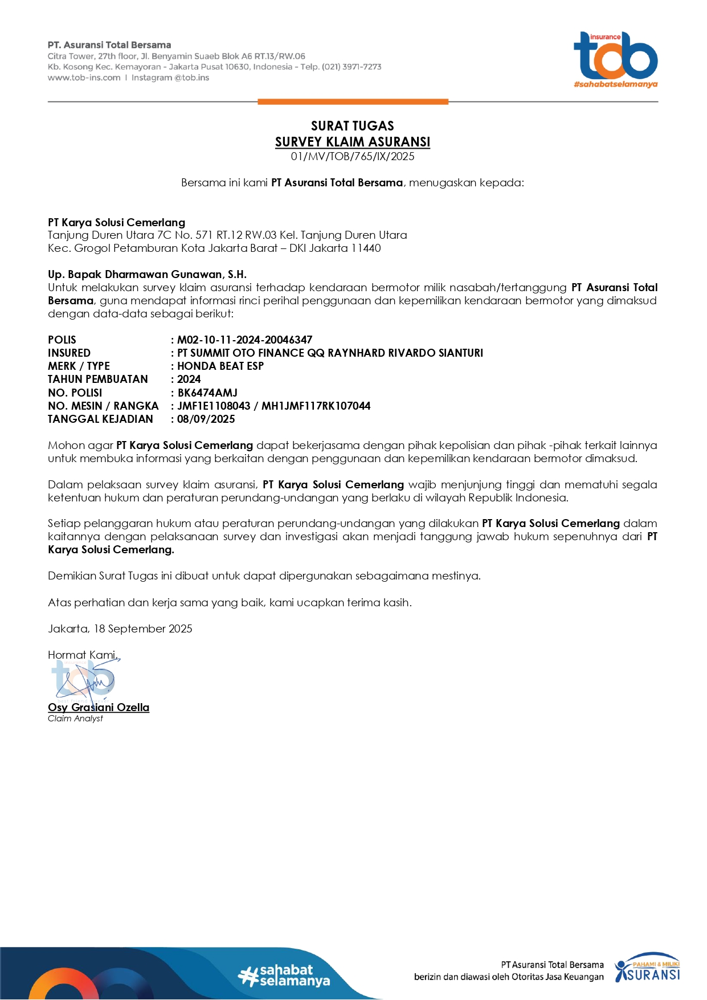 PT. Asuransi Total Bersama
Citra Tower, 27th floor, Jl. Benyamin Suaeb Blok A6 RT.13/RW.06
Kb. Kosong Kec. Kemayoran - Jakarta Pusat 10630, Indonesia - Telp. (021) 3971-7273
www.tob-ins.com I Instagram @tob.ins
insurance
tob
#sahabatselamanya
SURAT TUGAS
SURVEY KLAIM ASURANSI
01/MV/TOB/765/IX/2025
Bersama ini kami PT Asuransi Total Bersama, menugaskan kepada:
PT Karya Solusi Cemerlang
Tanjung Duren Utara 7C No. 571 RT.12 RW.03 Kel. Tanjung Duren Utara
Kec. Grogol Petamburan Kota Jakarta Barat – DKI Jakarta 11440
Up. Bapak Dharmawan Gunawan, S.H.
Untuk melakukan survey klaim asuransi terhadap kendaraan bermotor milik nasabah/tertanggung PT Asuransi Total
Bersama, guna mendapat informasi rinci perihal penggunaan dan kepemilikan kendaraan bermotor yang dimaksud
dengan data-data sebagai berikut:
POLIS : M02-10-11-2024-20046347
INSURED : PT SUMMIT OTO FINANCE QQ RAYNHARD RIVARDO SIANTURI
MERK / TYPE : HONDA BEAT ESP
TAHUN PEMBUATAN : 2024
NO. POLISI : BK6474AMJ
NO. MESIN / RANGKA : JMF1E1108043 / MH1JMF117RK107044
TANGGAL KEJADIAN : 08/09/2025
Mohon agar PT Karya Solusi Cemerlang dapat bekerjasama dengan pihak kepolisian dan pihak -pihak terkait lainnya
untuk membuka informasi yang berkaitan dengan penggunaan dan kepemilikan kendaraan bermotor dimaksud.
Dalam pelaksaan survey klaim asuransi, PT Karya Solusi Cemerlang wajib menjunjung tinggi dan mematuhi segala
ketentuan hukum dan peraturan perundang-undangan yang berlaku di wilayah Republik Indonesia.
Setiap pelanggaran hukum atau peraturan perundang-undangan yang dilakukan PT Karya Solusi Cemerlang dalam
kaitannya dengan pelaksanaan survey dan investigasi akan menjadi tanggung jawab hukum sepenuhnya dari PT
Karya Solusi Cemerlang.
Demikian Surat Tugas ini dibuat untuk dapat dipergunakan sebagaimana mestinya.
Atas perhatian dan kerja sama yang baik, kami ucapkan terima kasih.
Jakarta, 18 September 2025
Hormat Kami,
insurance
tob
best friend forever
Osy Grasiani Ozella
Claim Analyst
#sahabat
selamanya
PT Asuransi Total Bersama
berizin dan diawasi oleh Otoritas Jasa Keuangan
PAHAMI & MILIKI
ASURANSI